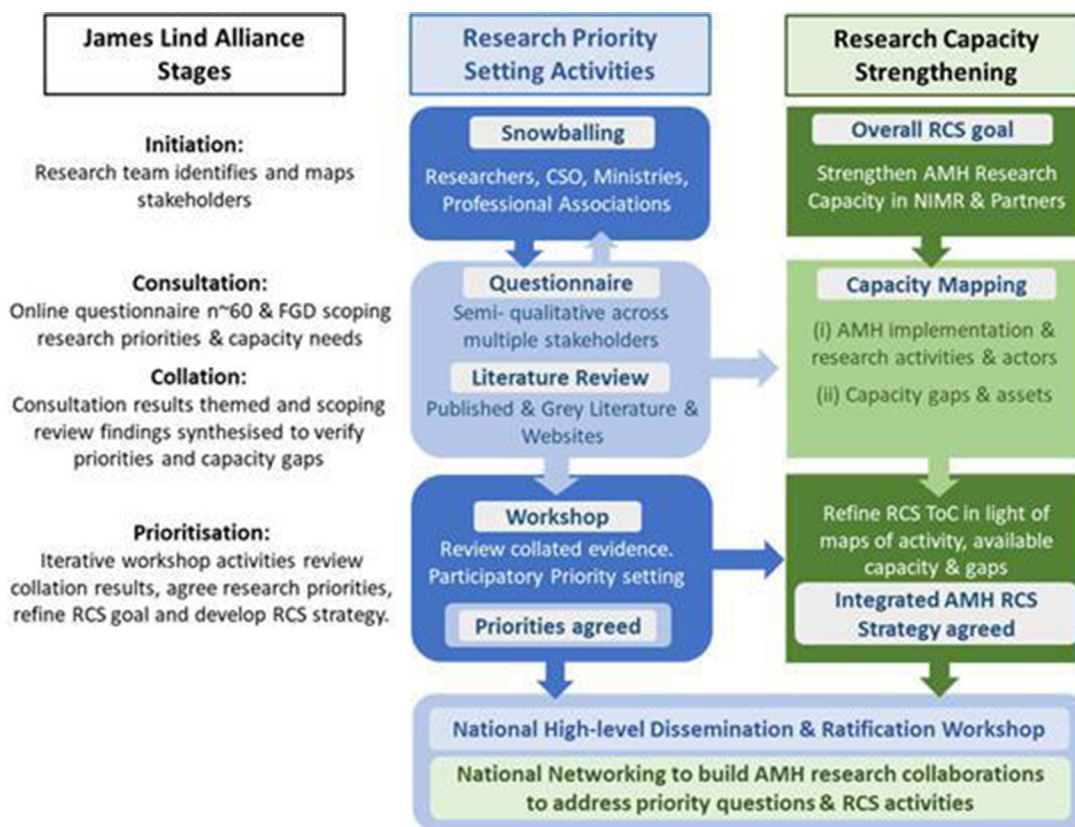 James Lind Alliance
Stages
Initiation:
Research team identifies and maps
stakeholders
Consultation:
Online questionnaire n~60 & FGD scoping
research priorities & capacity needs
Collation:
Consultation results themed and scoping
review findings synthesised to verify
priorities and capacity gaps
Prioritisation:
Iterative workshop activities review
collation results, agree research priorities,
refine RCS goal and develop RCS strategy.
Research Priority
Setting Activities
Snowballing
Researchers, CSO, Ministries,
Professional Associations
Questionnaire
Semi- qualitative across
multiple stakeholders
Literature Review
Published & Grey Literature &
Websites
Workshop
Review collated evidence.
Participatory Priority setting
Priorities agreed
Research Capacity
Strengthening
Overall RCS goal
Strengthen AMH Research
Capacity in NIMR & Partners
Capacity Mapping
(i) AMH implementation &
research activities & actors
(ii) Capacity gaps & assets
Refine RCS ToC in light of
maps of activity, available
capacity & gaps
Integrated AMH RCS
Strategy agreed
National High-level Dissemination & Ratification Workshop
National Networking to build AMH research collaborations
to address priority questions & RCS activities